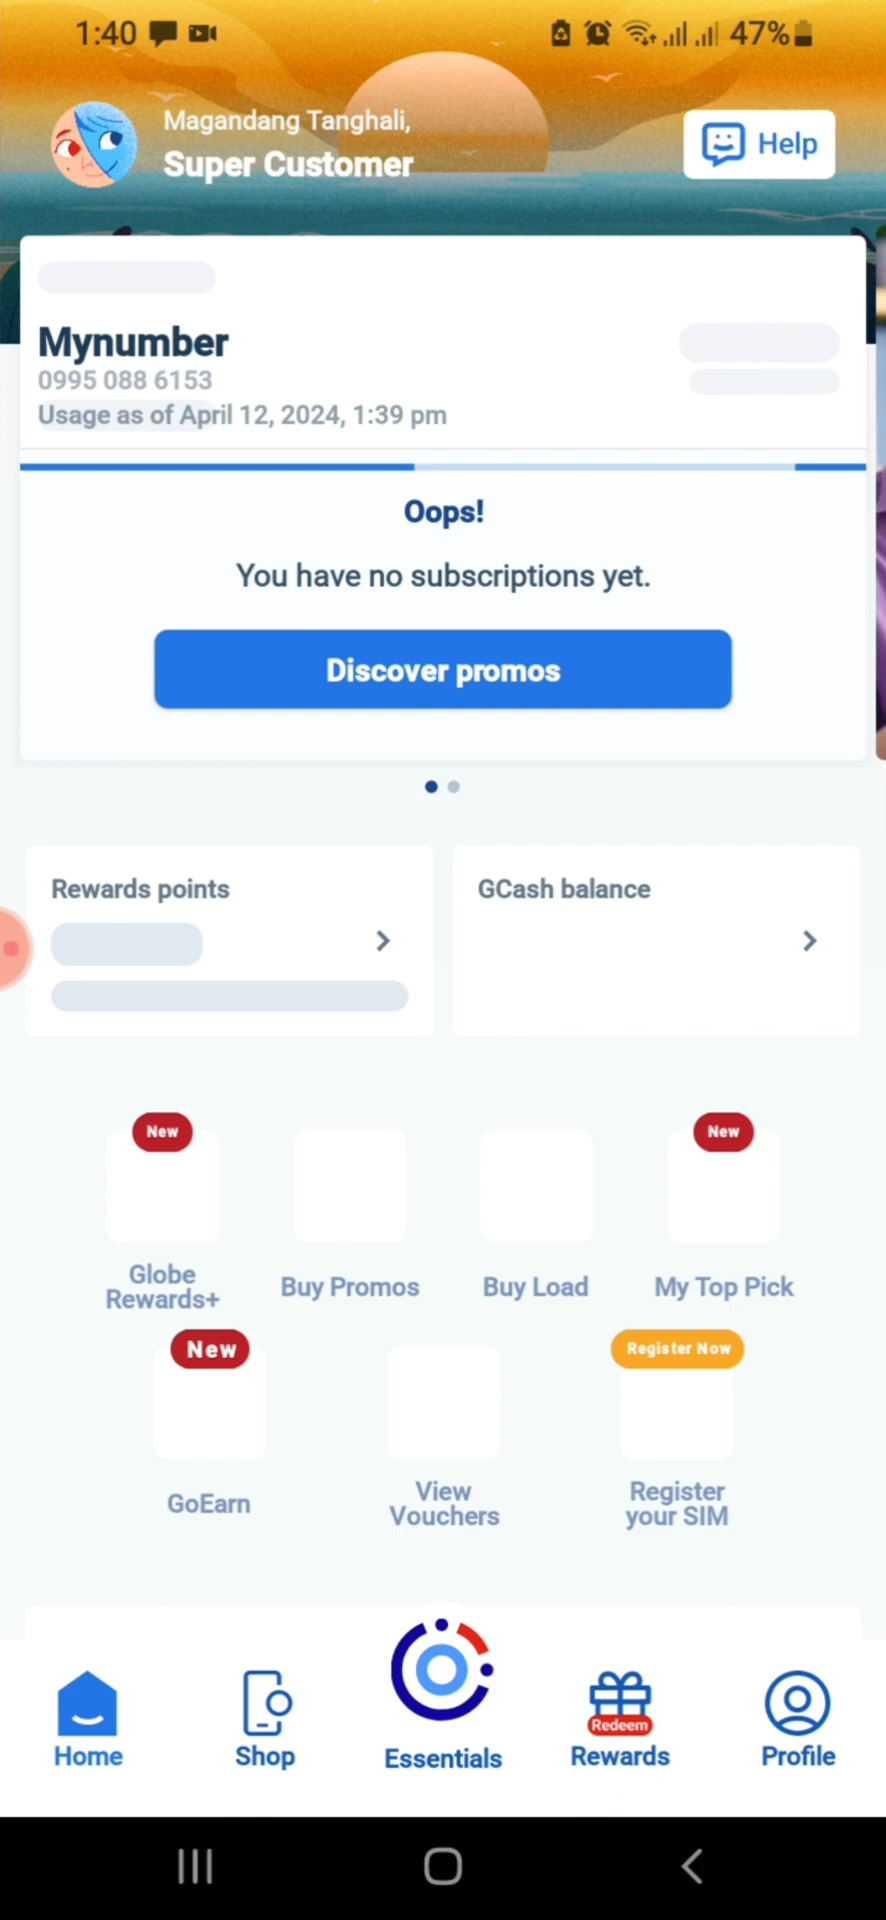 1:40
47%
Magandang Tanghali,
Super Customer
Help
Mynumber
0995 088 6153
Usage as of April 12, 2024, 1:39 pm
Oops!
You have no subscriptions yet.
Discover promos
Rewards points
GCash balance
New
New
Globe
Rewards+
Buy Promos
Buy Load
My Top Pick
New
Register Now
GoEarn
View
Vouchers
Register
your SIM
Redeem
Home
Shop
Essentials
Rewards
Profile